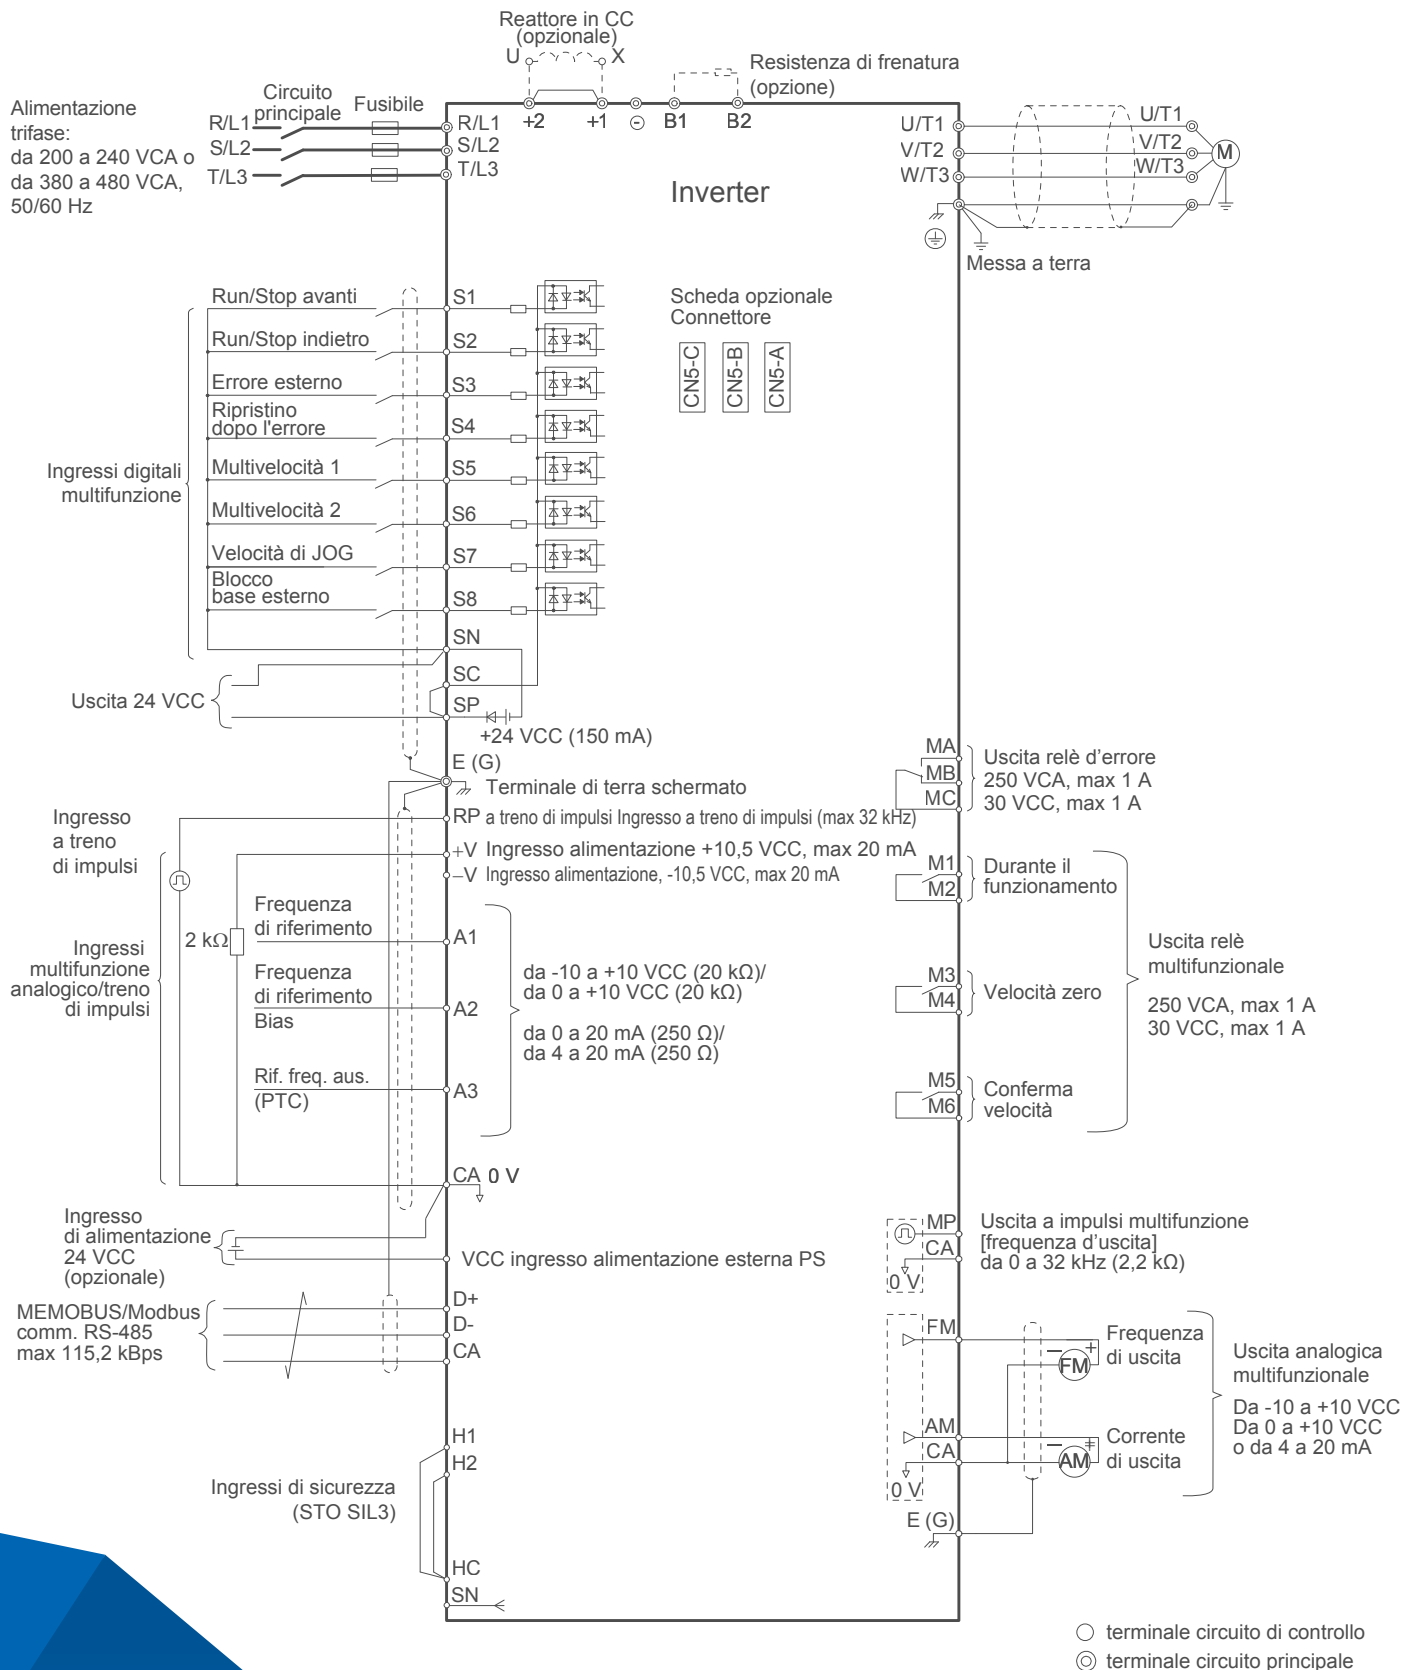 Reattore in CC
(opzionale)
U
X
Resistenza di frenatura
(opzione)
Alimentazione
trifase:
da 200 a 240 VCA o
da 380 a 480 VCA,
50/60 Hz
Circuito
principale
Fusibile
R/L1
S/L2
T/L3
R/L1
S/L2
T/L3
+2
+1
B1
B2
U/T1
V/T2
W/T3
U/T1
V/T2
W/T3
M
Inverter
Messa a terra
Run/Stop avanti
S1
Run/Stop indietro
S2
Errore esterno
S3
Ripristino
dopo l'errore
S4
Multivelocità 1
S5
Multivelocità 2
S6
Velocità di JOG
S7
Blocco
base esterno
S8
Ingressi digitali
multifunzione
Scheda opzionale
Connettore
CN5-C
CN5-B
CN5-A
SN
SC
SP
Uscita 24 VCC
+24 VCC (150 mA)
E (G)
Terminale di terra schermato
Ingresso
a treno
di impulsi
RP a treno di impulsi Ingresso a treno di impulsi (max 32 kHz)
+V Ingresso alimentazione +10,5 VCC, max 20 mA
−V Ingresso alimentazione, -10,5 VCC, max 20 mA
Ingressi
multifunzione
analogico/treno
di impulsi
2 kΩ
Frequenza
di riferimento
A1
Frequenza
di riferimento
Bias
A2
Rif. freq. aus.
(PTC)
A3
da -10 a +10 VCC (20 kΩ)/
da 0 a +10 VCC (20 kΩ)
da 0 a 20 mA (250 Ω)/
da 4 a 20 mA (250 Ω)
CA 0 V
Ingresso
di alimentazione
24 VCC
(opzionale)
VCC ingresso alimentazione esterna PS
MEMOBUS/Modbus
comm. RS-485
max 115,2 kBps
D+
D-
CA
H1
H2
Ingressi di sicurezza
(STO SIL3)
HC
SN
MA
MB
MC
Uscita relè d’errore
250 VCA, max 1 A
30 VCC, max 1 A
M1
M2
Durante il
funzionamento
M3
M4
Velocità zero
M5
M6
Conferma
velocità
Uscita relè
multifunzionale
250 VCA, max 1 A
30 VCC, max 1 A
MP
CA
0 V
Uscita a impulsi multifunzione
[frequenza d’uscita]
da 0 a 32 kHz (2,2 kΩ)
FM
−
+
FM
Frequenza
di uscita
AM
CA
0 V
−
AM
Corrente
di uscita
Uscita analogica
multifunzionale
Da -10 a +10 VCC
Da 0 a +10 VCC
o da 4 a 20 mA
E (G)
terminale circuito di controllo
terminale circuito principale